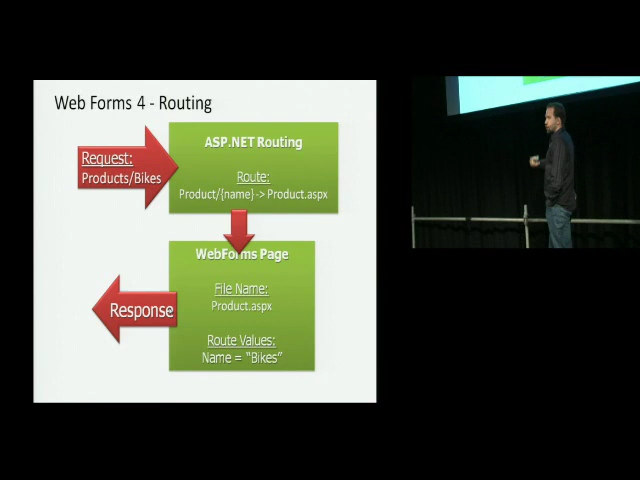 Web Forms 4 - Routing
Request:
Products/Bikes
ASP.NET Routing
Route:
Product/{name} -> Product.aspx
WebForms Page
File Name:
Product.aspx
Route Values:
Name = “Bikes”
Response